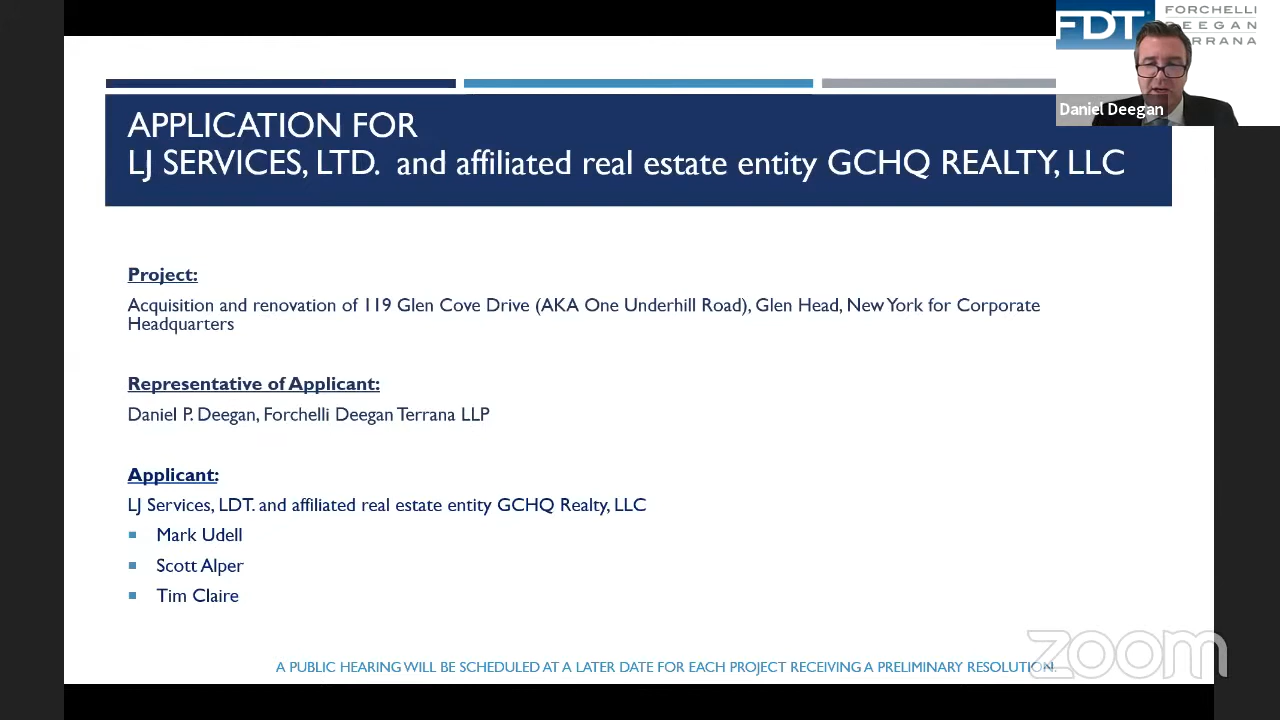 FDT
FORCHELLI
DEEGAN
TERRANA
Daniel Deegan
APPLICATION FOR
LJ SERVICES, LTD. and affiliated real estate entity GCHQ REALTY, LLC
Project:
Acquisition and renovation of 119 Glen Cove Drive (AKA One Underhill Road), Glen Head, New York for Corporate
Headquarters
Representative of Applicant:
Daniel P. Deegan, Forchelli Deegan Terrana LLP
Applicant:
LJ Services, LDT. and affiliated real estate entity GCHQ Realty, LLC
Mark Udell
Scott Alper
Tim Claire
A PUBLIC HEARING WILL BE SCHEDULED AT A LATER DATE FOR EACH PROJECT RECEIVING A PRELIMINARY RESOLUTION.
zoom